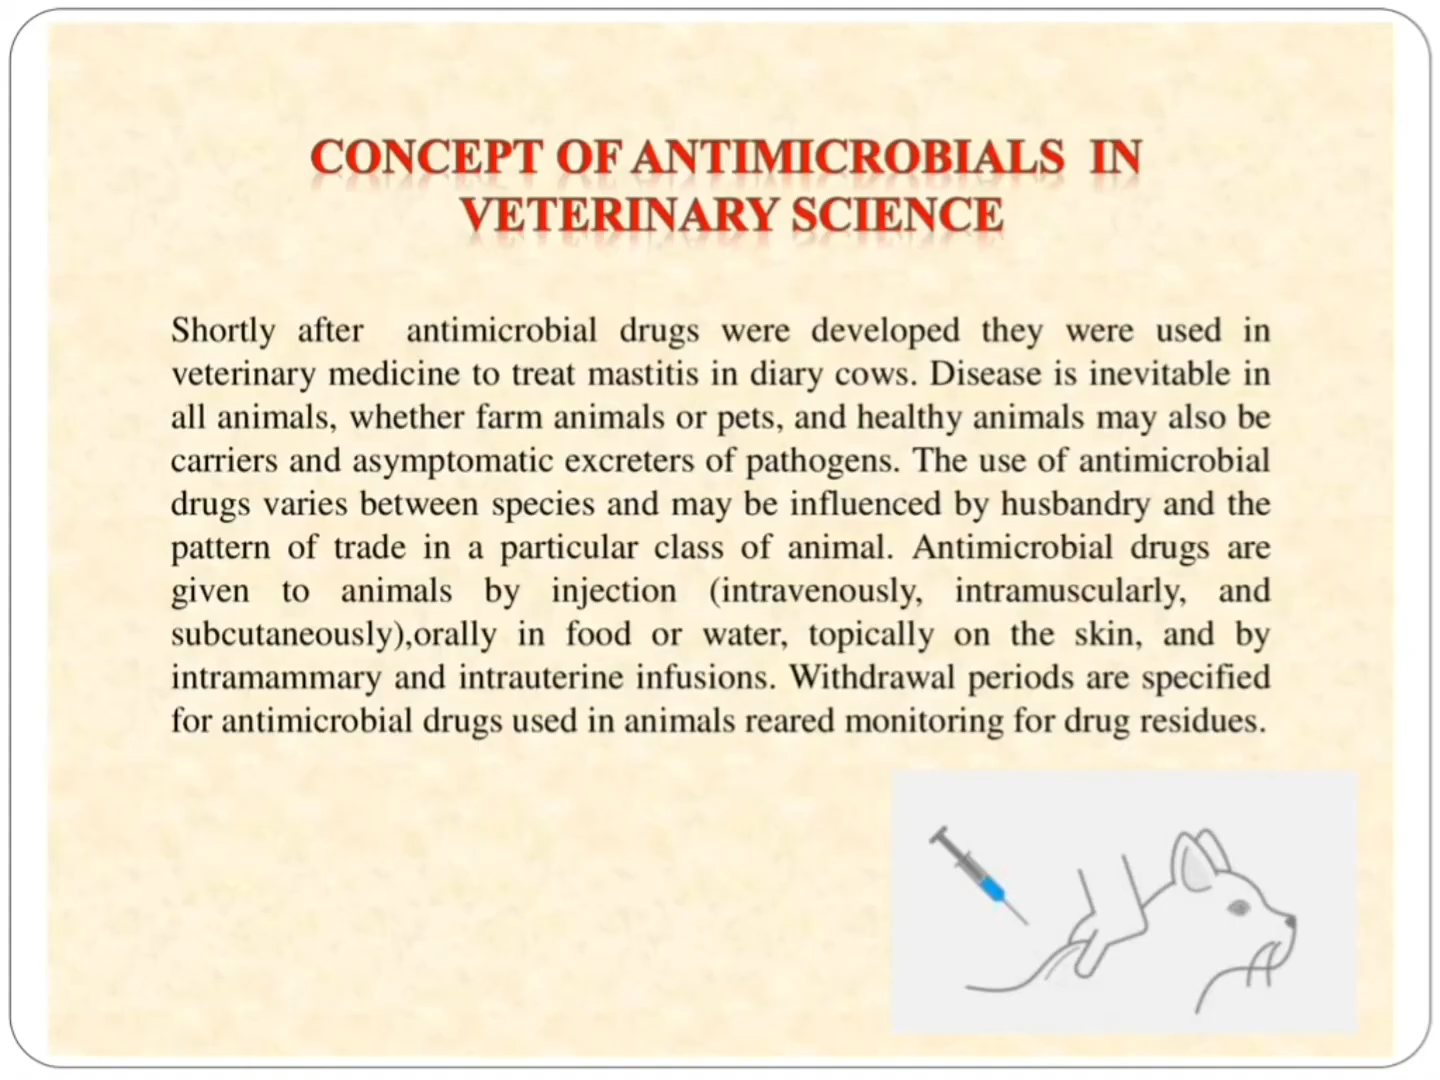 CONCEPT OF ANTIMICROBIALS IN
VETERINARY SCIENCE
Shortly after antimicrobial drugs were developed they were used in
veterinary medicine to treat mastitis in diary cows. Disease is inevitable in
all animals, whether farm animals or pets, and healthy animals may also be
carriers and asymptomatic excreters of pathogens. The use of antimicrobial
drugs varies between species and may be influenced by husbandry and the
pattern of trade in a particular class of animal. Antimicrobial drugs are
given to animals by injection (intravenously, intramuscularly, and
subcutaneously),orally in food or water, topically on the skin, and by
intramammary and intrauterine infusions. Withdrawal periods are specified
for antimicrobial drugs used in animals reared monitoring for drug residues.